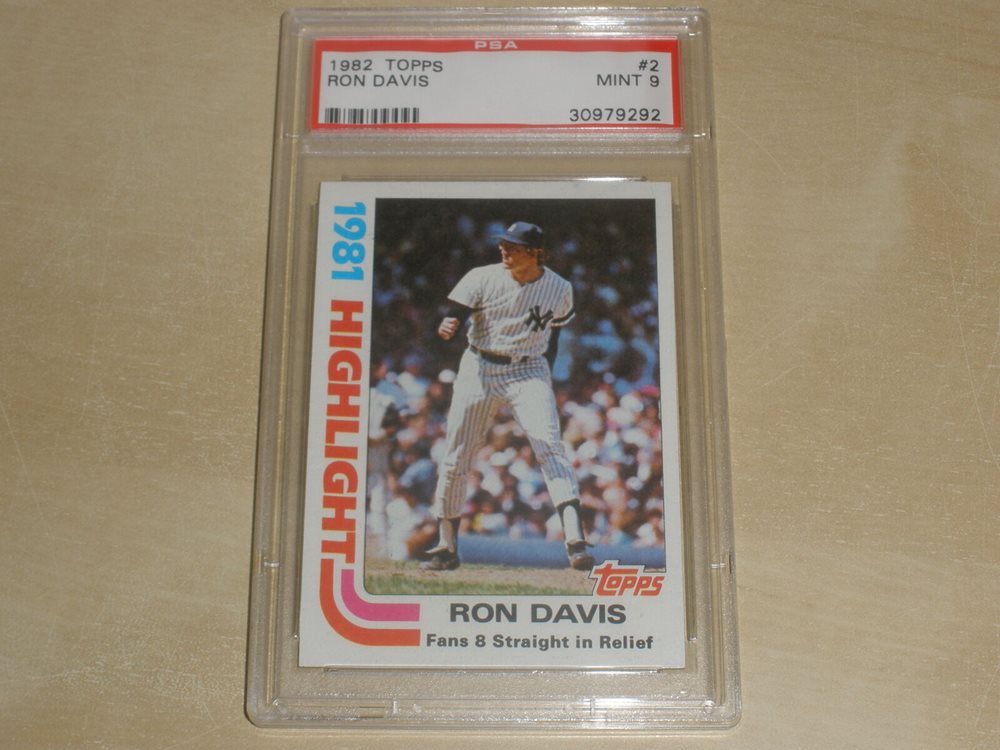 PSA
1982 TOPPS #2
RON DAVIS MINT 9
30979292
1981 HIGHLIGHT
NY
TOPPS
RON DAVIS
Fans 8 Straight in Relief